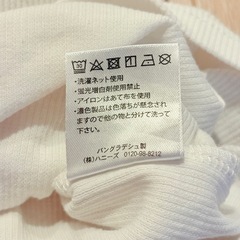 ・洗濯ネット使用
・蛍光増白剤使用禁止
・アイロンはあて布を使用
・濃色製品は色落ちが懸念され
ますので他の物と分けて洗って
下さい。
バングラデシュ製
(株)ハニーズ 0120-98-8212